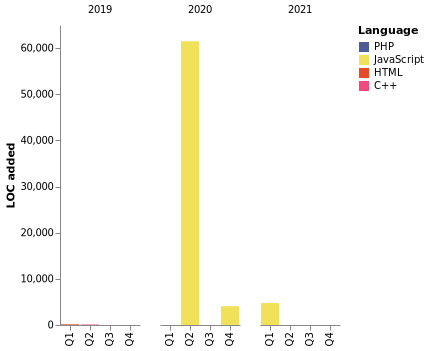 2019 2020 2021
Language
PHP
JavaScript
HTML
C++
LOC added
60,000
50,000
40,000
30,000
20,000
10,000
0
Q1 Q2 Q3 Q4 Q1 Q2 Q3 Q4 Q1 Q2 Q3 Q4